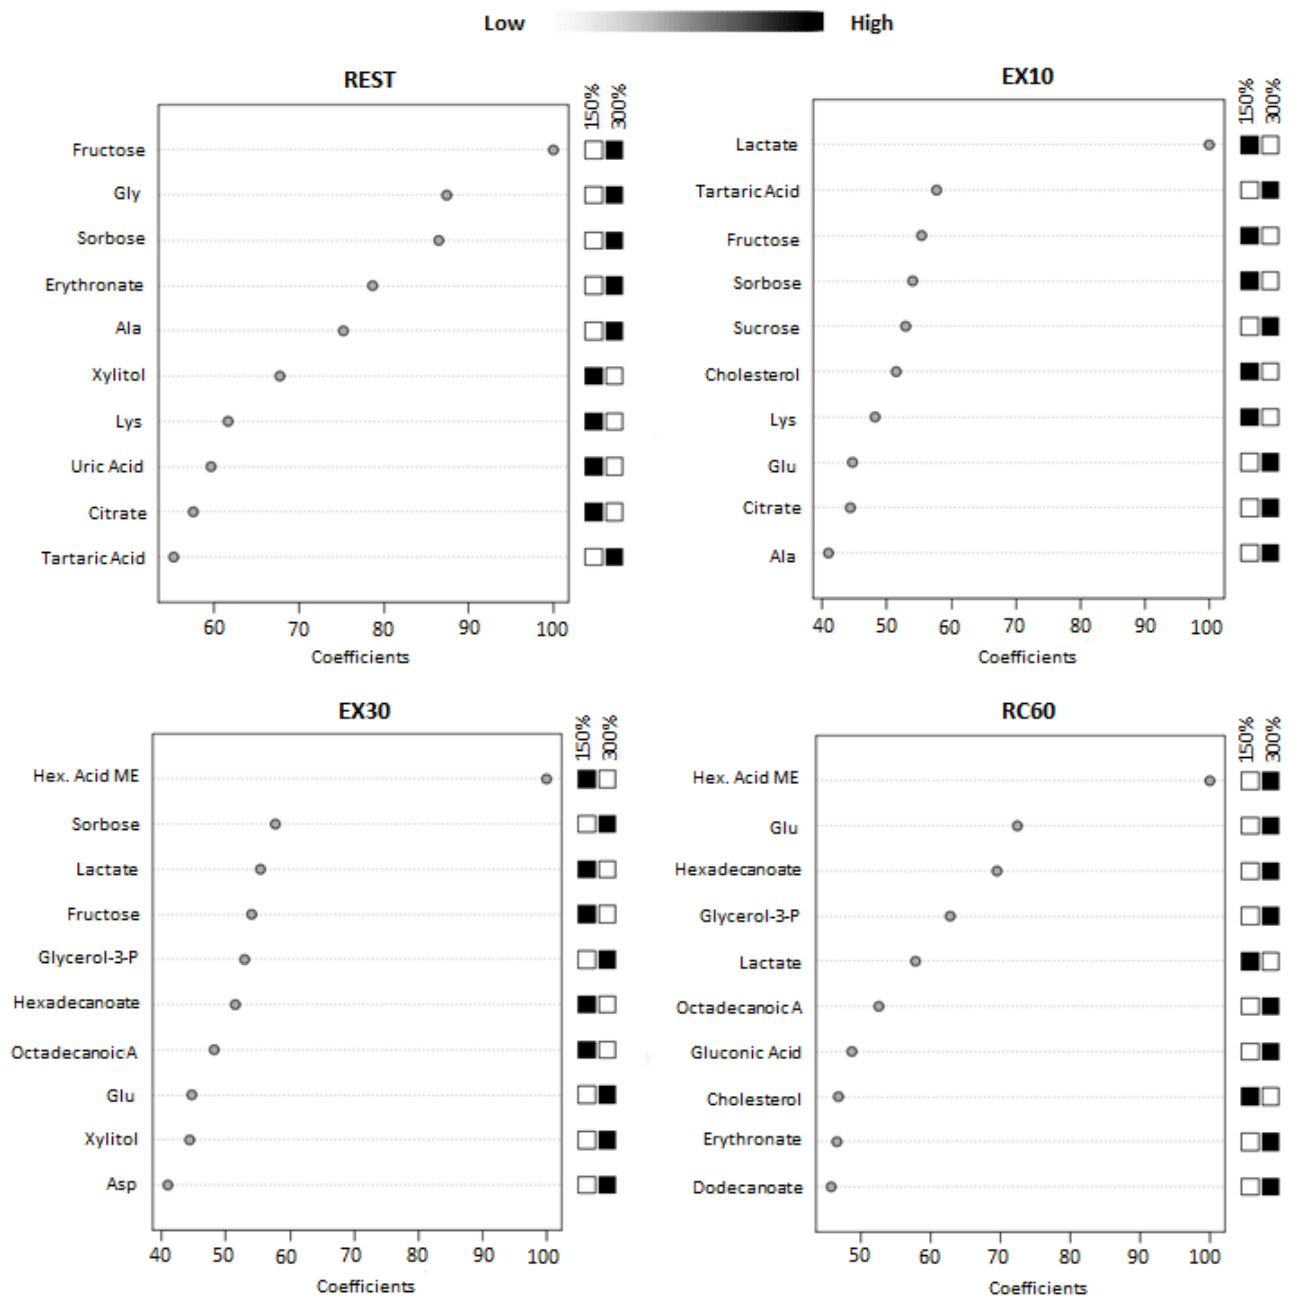 Low High
REST
150%
300%
Fructose
Gly
Sorbose
Erythronate
Ala
Xylitol
Lys
Uric Acid
Citrate
Tartaric Acid
60 70 80 90 100
Coefficients
EX10
150%
300%
Lactate
Tartaric Acid
Fructose
Sorbose
Sucrose
Cholesterol
Lys
Glu
Citrate
Ala
40 50 60 70 80 90 100
Coefficients
EX30
150%
300%
Hex. Acid ME
Sorbose
Lactate
Fructose
Glycerol-3-P
Hexadecanoate
Octadecanoic A
Glu
Xylitol
Asp
40 50 60 70 80 90 100
Coefficients
RC60
150%
300%
Hex. Acid ME
Glu
Hexadecanoate
Glycerol-3-P
Lactate
Octadecanoic A
Gluconic Acid
Cholesterol
Erythronate
Dodecanoate
50 60 70 80 90 100
Coefficients